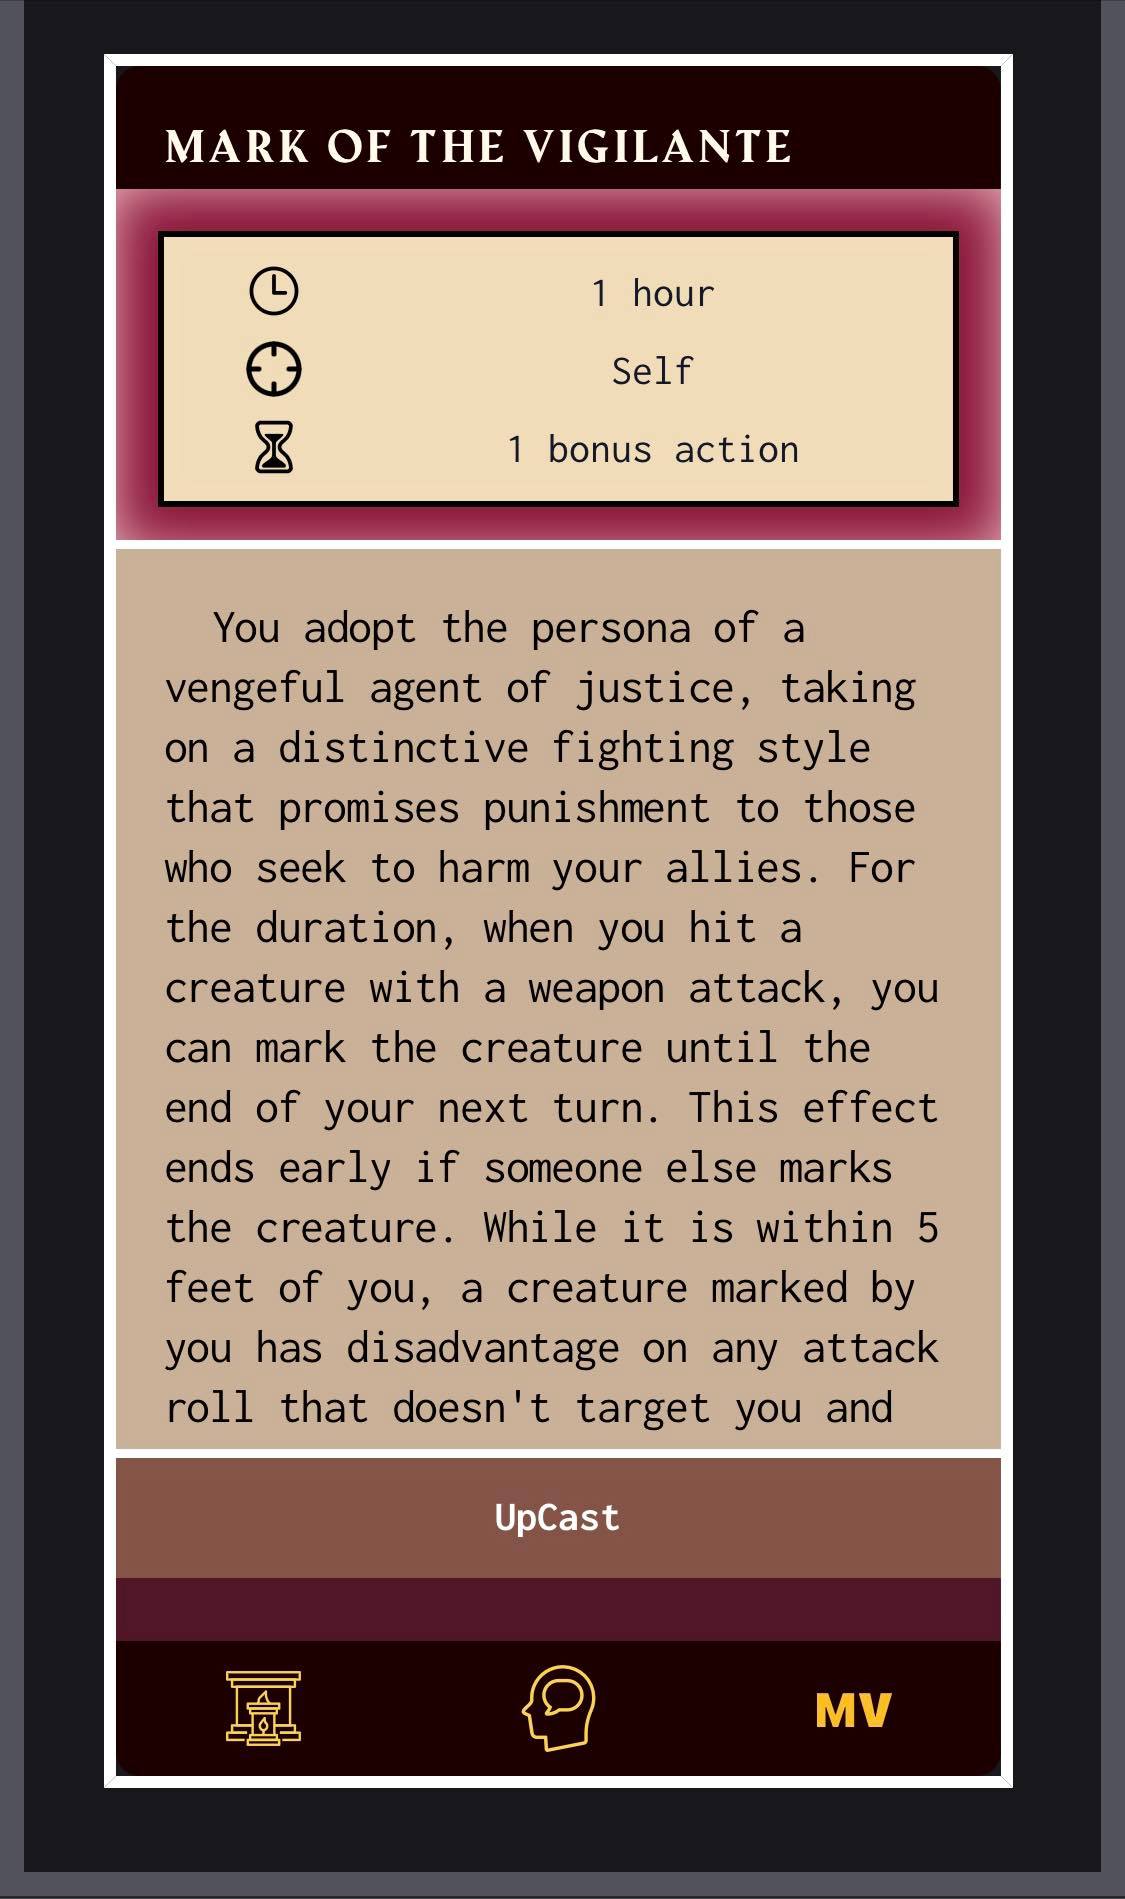 MARK OF THE VIGILANTE
1 hour
Self
1 bonus action
You adopt the persona of a
vengeful agent of justice, taking
on a distinctive fighting style
that promises punishment to those
who seek to harm your allies. For
the duration, when you hit a
creature with a weapon attack, you
can mark the creature until the
end of your next turn. This effect
ends early if someone else marks
the creature. While it is within 5
feet of you, a creature marked by
you has disadvantage on any attack
roll that doesn't target you and
UpCast
MV